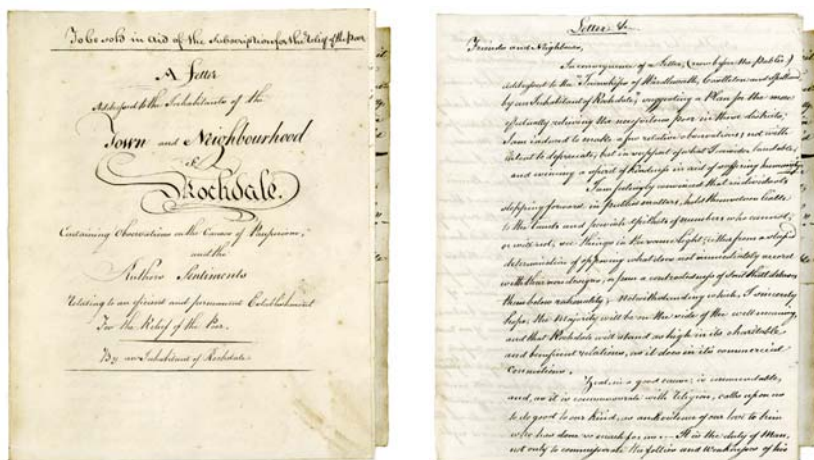 To be sold in aid of the Subscription for the Relief of the Poor
A Letter
Addressed to the Inhabitants of the
Town and Neighbourhood
of
Rochdale.
Containing Observations on the Causes of Pauperism,
and the
Authors Sentiments
Relating to an efficient and permanent Establishment
For the Relief of the Poor.
By an Inhabitant of Rochdale
Letter &c
Friends and Neighbours,
In consequence of a Letter, (now before the Public)
addressed to the Townships of Wardleworth, Castleton and Spotland
by an Inhabitant of Rochdale, suggesting a Plan for the more
effectually relieving the numerous poor in those districts,
I am induced to make a few relative observations; not with
intent to depreciate, but in support of what I consider laudable,
and evincing a spirit of kindness in aid of suffering humanity.
I am fully convinced that individuals
stepping forward in public matters, hold themselves liable
to the taunts and private epithets of numbers who cannot,
or will not, see things in the same light; either from a stupid
determination of opposing what does not immediately accord
with their own designs, or from a contractedness of Soul that debases
them below rationality; Notwithstanding which, I sincerely
hope, the Majority will be on the side of the well meaning,
and that Rochdale will stand as high in its charitable
and beneficent relations, as it does in its commercial
Connections.
Zeal, in a good cause, is commendable,
and, as it is commensurate with Religion, calls upon us
to do good to our kind, as an evidence of our love to him
who has done so much for us. It is the duty of Man,
not only to commiserate the follies and weaknesses of his